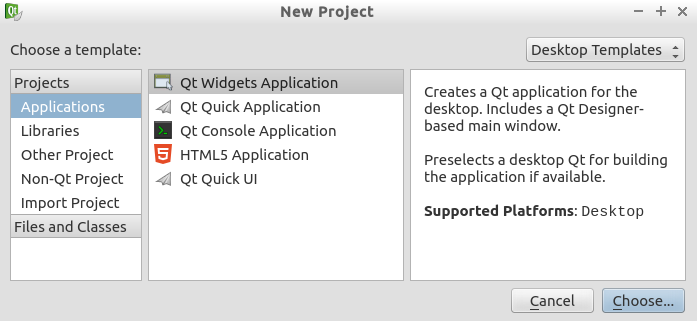 New Project
Choose a template:
Desktop Templates
Projects
Applications
Libraries
Other Project
Non-Qt Project
Import Project
Files and Classes
Qt Widgets Application
Qt Quick Application
Qt Console Application
HTML5 Application
Qt Quick UI
Creates a Qt application for the
desktop. Includes a Qt Designer-
based main window.
Preselects a desktop Qt for building
the application if available.
Supported Platforms: Desktop
Cancel
Choose...